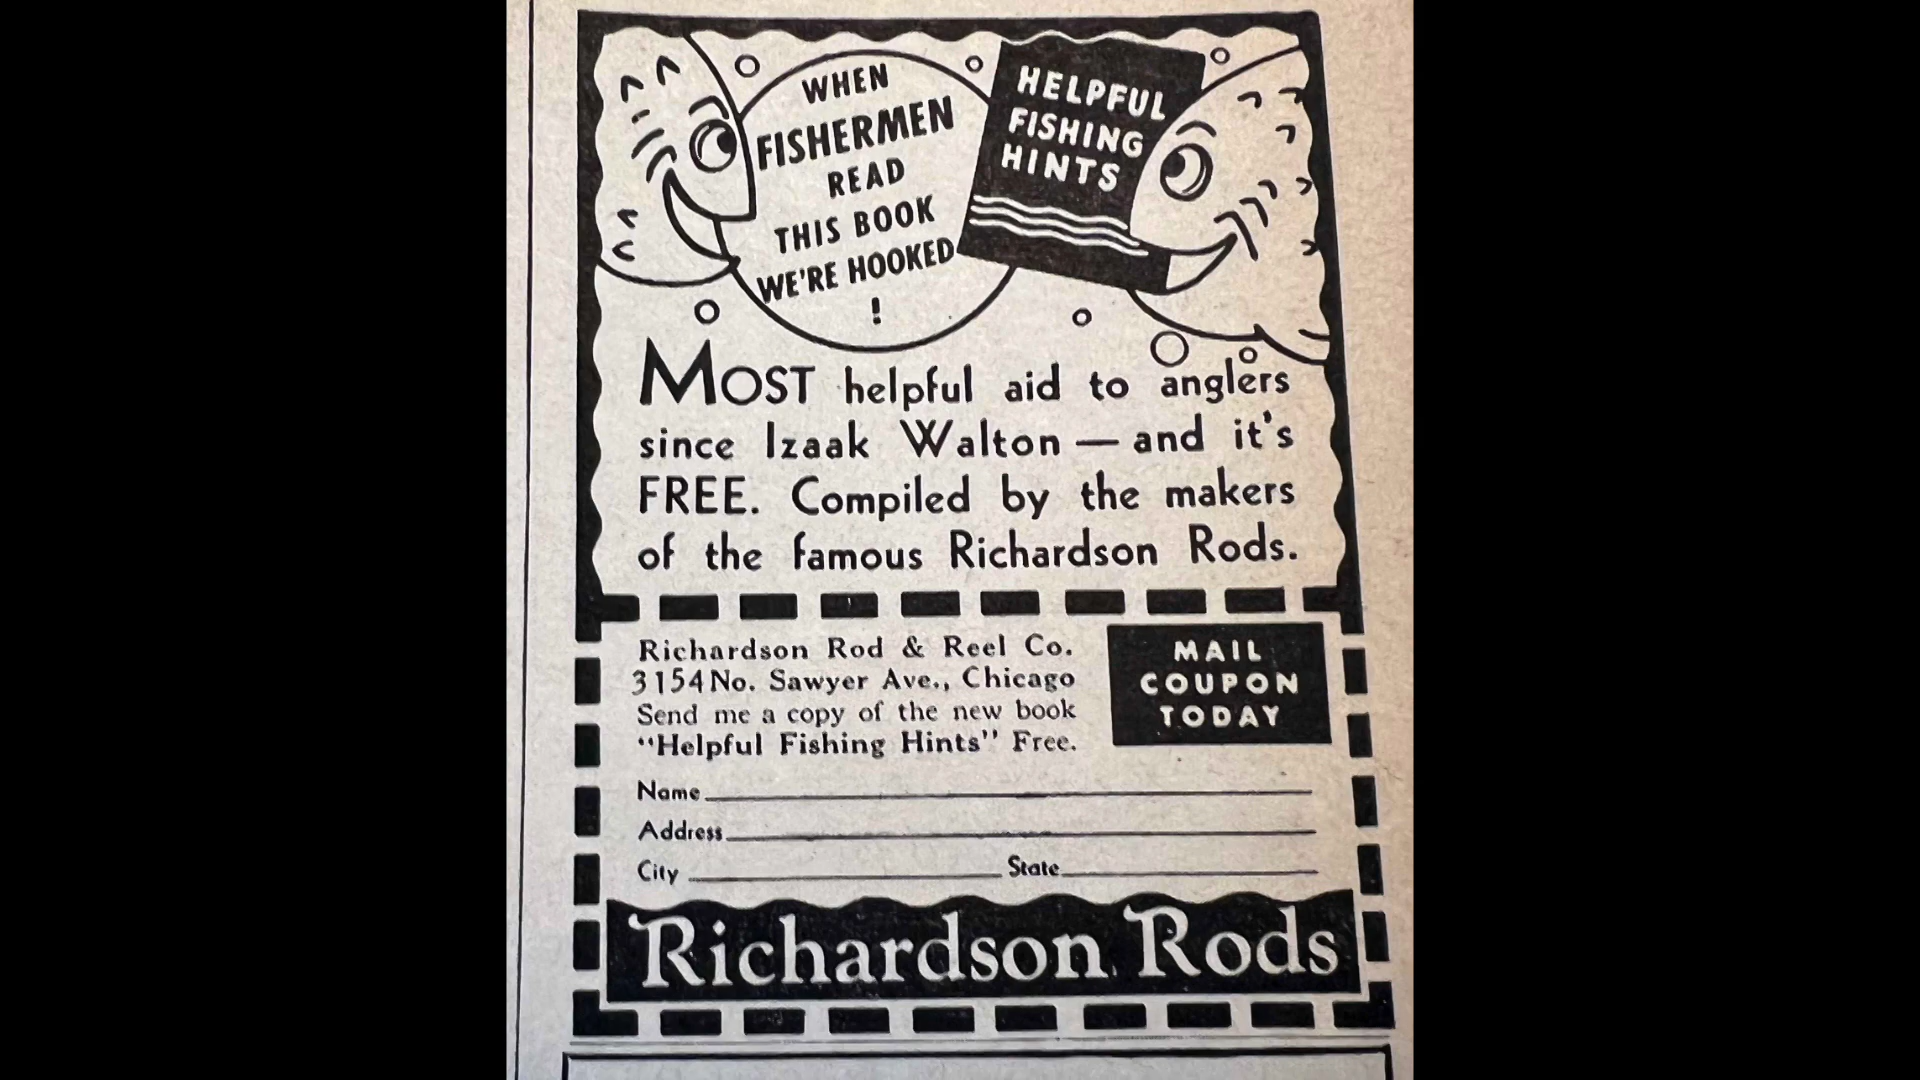 WHEN
FISHERMEN
READ
THIS BOOK
WE'RE HOOKED
!
HELPFUL
FISHING
HINTS
MOST helpful aid to anglers
since Izaak Walton — and it's
FREE. Compiled by the makers
of the famous Richardson Rods.
Richardson Rod & Reel Co.
3154 No. Sawyer Ave., Chicago
Send me a copy of the new book
"Helpful Fishing Hints" Free.
MAIL
COUPON
TODAY
Name
Address
City State
Richardson Rods